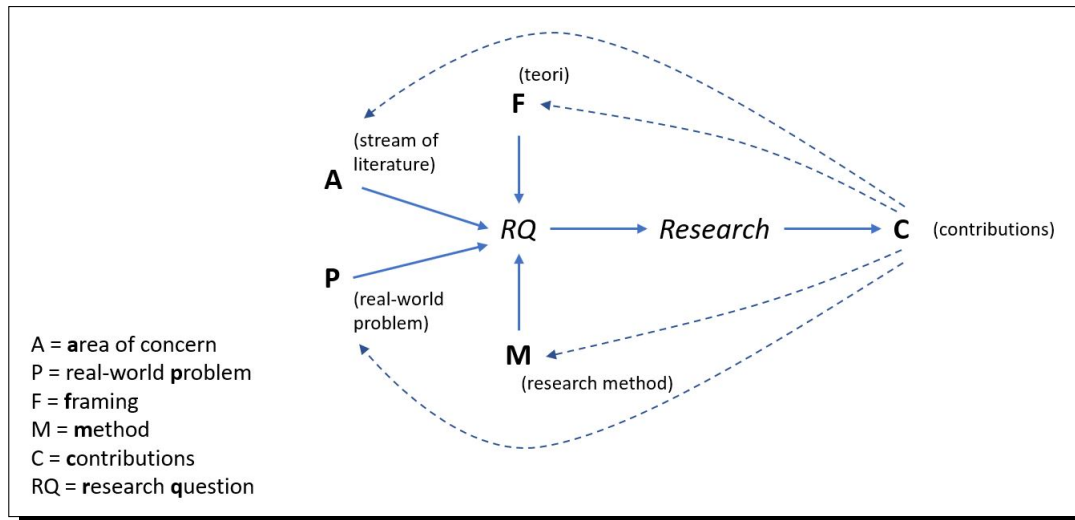 (teori)
F
(stream of
literature)
A
RQ
Research
C
(contributions)
P
(real-world
problem)
M
(research method)
A = area of concern
P = real-world problem
F = framing
M = method
C = contributions
RQ = research question